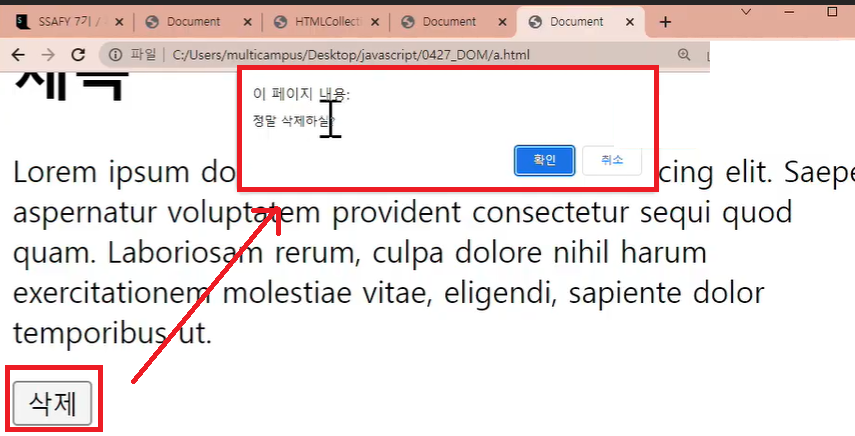 SSAFY 7기 /
Document
HTMLCollecti
Document
Document
파일 | C:/Users/multicampus/Desktop/javascript/0427_DOM/a.html
제목
이 페이지 내용:
정말 삭제하실?
확인 취소
Lorem ipsum do cing elit. Saepe
aspernatur voluptatem provident consectetur sequi quod
quam. Laboriosam rerum, culpa dolore nihil harum
exercitationem molestiae vitae, eligendi, sapiente dolor
temporibus ut.
삭제